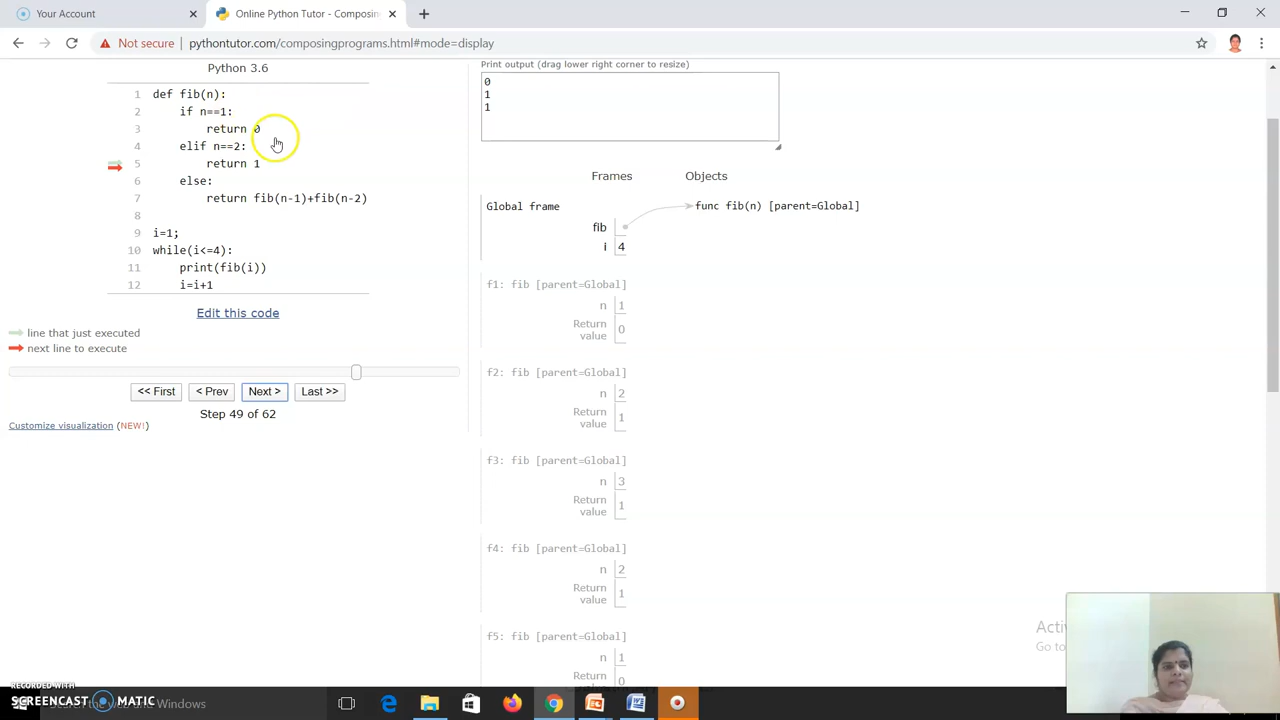 Your Account
Online Python Tutor - Composin
Not secure
pythontutor.com/composingprograms.html#mode=display
Python 3.6
1 def fib(n):
2 if n==1:
3 return 0
4 elif n==2:
5 return 1
6 else:
7 return fib(n-1)+fib(n-2)
8
9 i=1;
10 while(i<=4):
11 print(fib(i))
12 i=i+1
Edit this code
line that just executed
next line to execute
<< First
< Prev
Next >
Last >>
Step 49 of 62
Customize visualization (NEW!)
Print output (drag lower right corner to resize)
0
1
1
Frames
Objects
Global frame
fib
i 4
func fib(n) [parent=Global]
f1: fib [parent=Global]
n 1
Return
value 0
f2: fib [parent=Global]
n 2
Return
value 1
f3: fib [parent=Global]
n 3
Return
value 1
f4: fib [parent=Global]
n 2
Return
value 1
f5: fib [parent=Global]
n 1
Return
value 0
Go to
RECORDED WITH
SCREENCAST MATIC
Windows